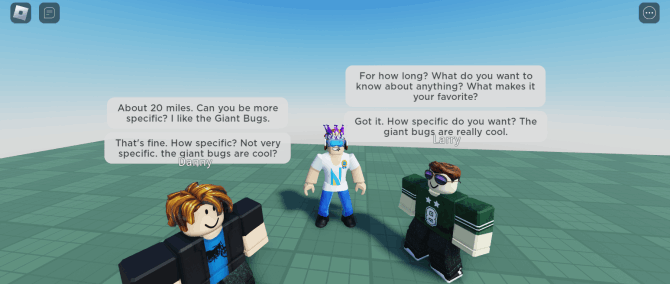 About 20 miles. Can you be more
specific? I like the Giant Bugs.
That's fine. How specific? Not very
specific. the giant bugs are cool?
Danny
For how long? What do you want to
know about anything? What makes it
your favorite?
Got it. How specific do you want? The
giant bugs are really cool.
Larry
N